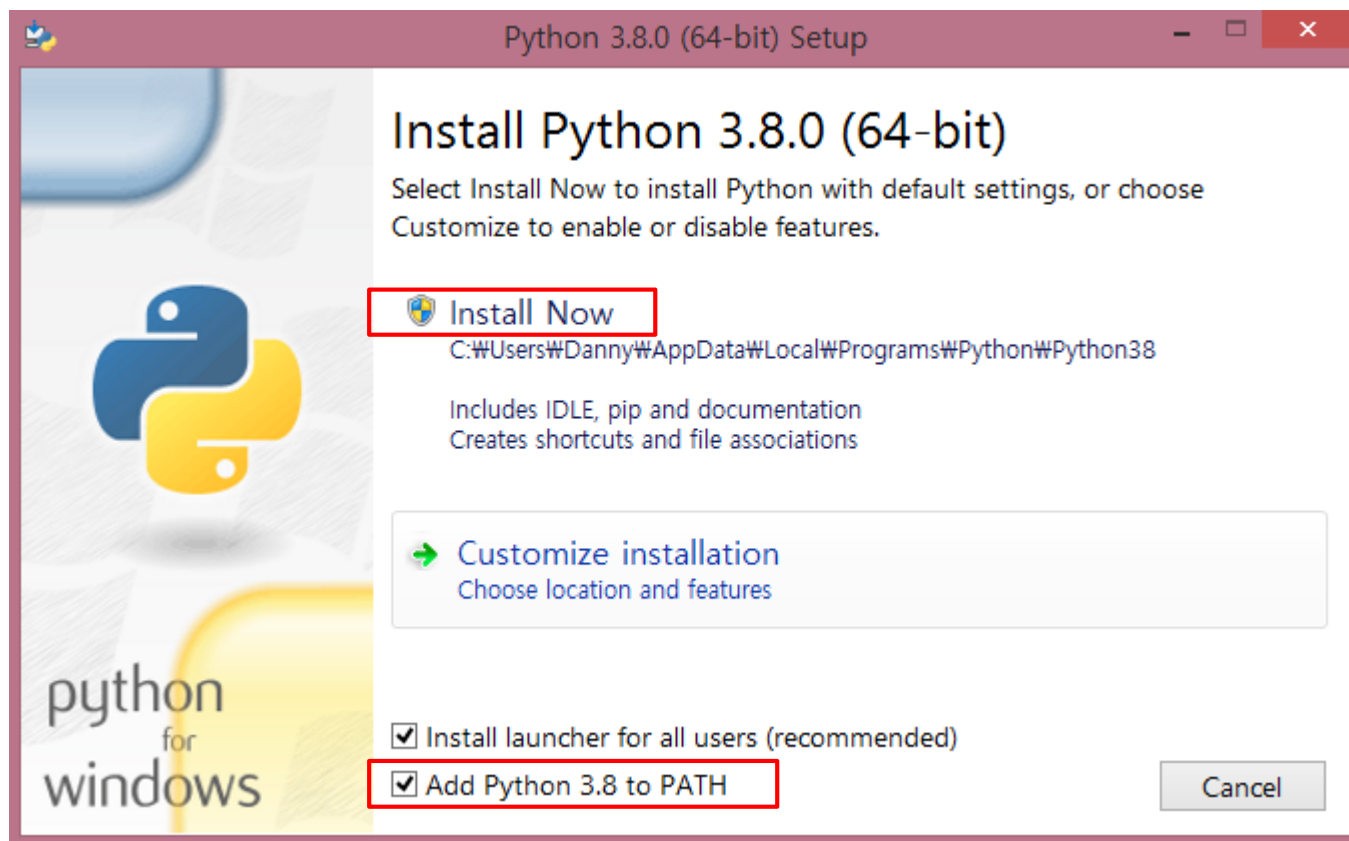 Python 3.8.0 (64-bit) Setup
Install Python 3.8.0 (64-bit)
Select Install Now to install Python with default settings, or choose
Customize to enable or disable features.
Install Now
C:₩Users₩Danny₩AppData₩Local₩Programs₩Python₩Python38
Includes IDLE, pip and documentation
Creates shortcuts and file associations
Customize installation
Choose location and features
python
for
windows
Install launcher for all users (recommended)
Add Python 3.8 to PATH
Cancel